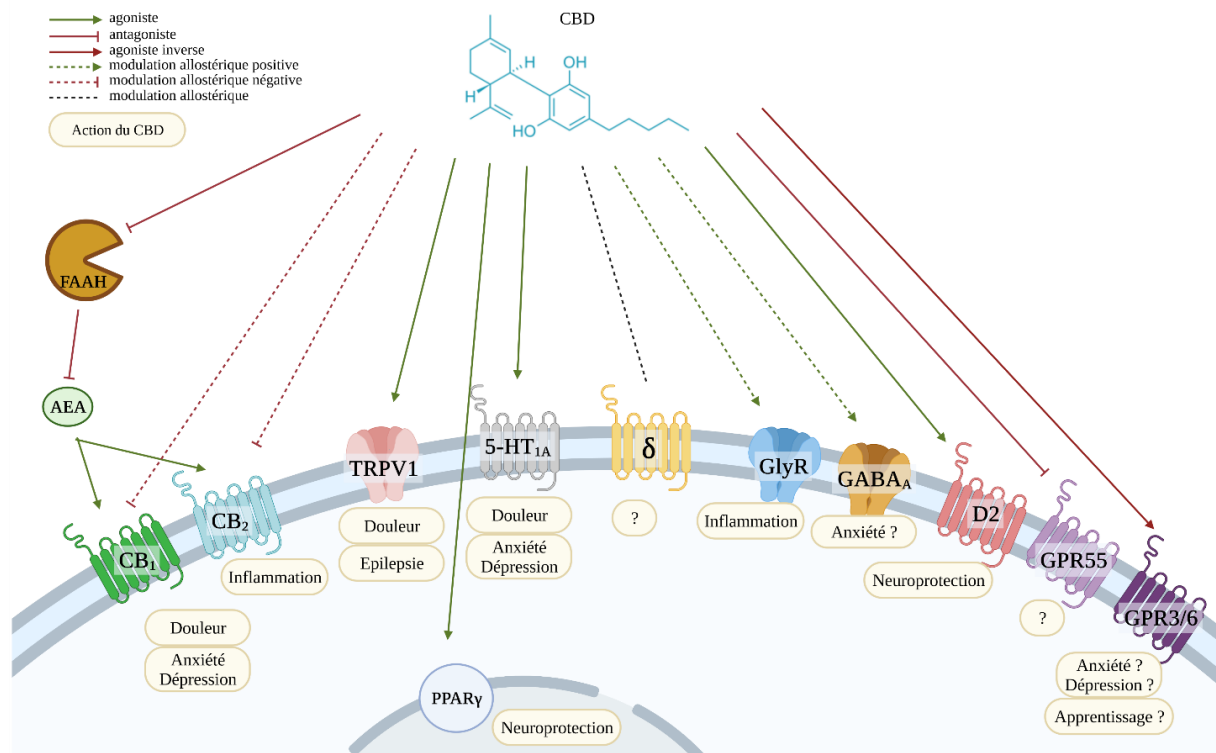 agoniste
antagoniste
agoniste inverse
modulation allostérique positive
modulation allostérique négative
modulation allostérique
Action du CBD
CBD
OH
H
H
HO
FAAH
AEA
CB₁
CB₂
TRPV1
5-HT₁A
δ
GlyR
GABA_A
D2
GPR55
GPR3/6
Douleur
Anxiété
Dépression
Inflammation
Douleur
Epilepsie
Douleur
Anxiété
Dépression
?
Inflammation
Anxiété ?
Neuroprotection
?
Anxiété ?
Dépression ?
Apprentissage ?
PPARγ
Neuroprotection